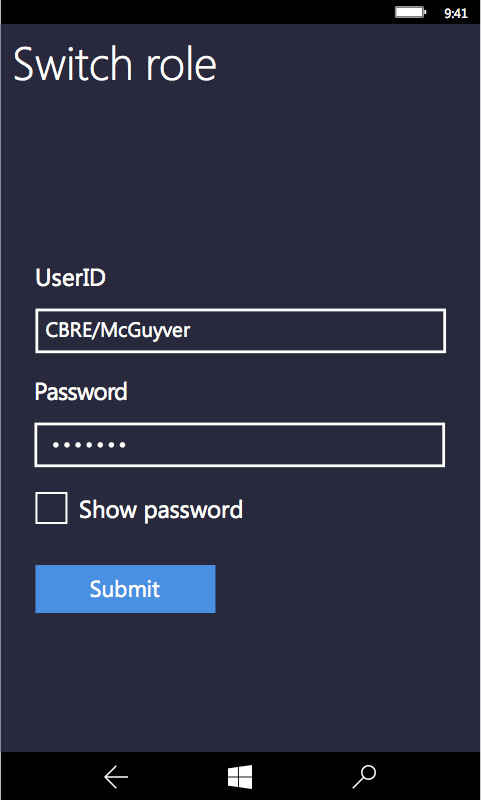 9:41
Switch role
UserID
CBRE/McGuyver
Password
•••••••
Show password
Submit